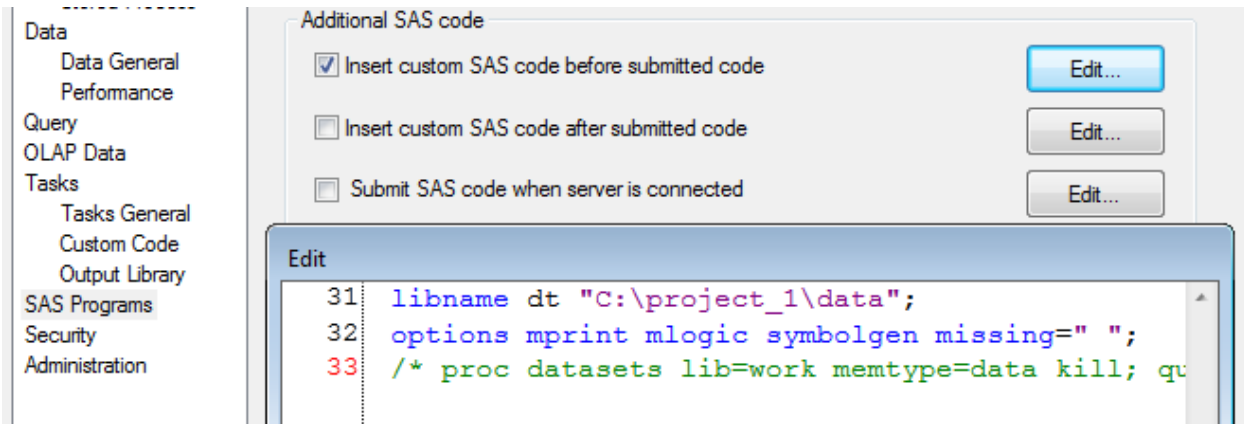 Data
Data General
Performance
Query
OLAP Data
Tasks
Tasks General
Custom Code
Output Library
SAS Programs
Security
Administration
Additional SAS code
Insert custom SAS code before submitted code Edit...
Insert custom SAS code after submitted code Edit...
Submit SAS code when server is connected Edit...
Edit
31 libname dt "C:\project_1\data";
32 options mprint mlogic symbolgen missing=" ";
33 /* proc datasets lib=work memtype=data kill; qu